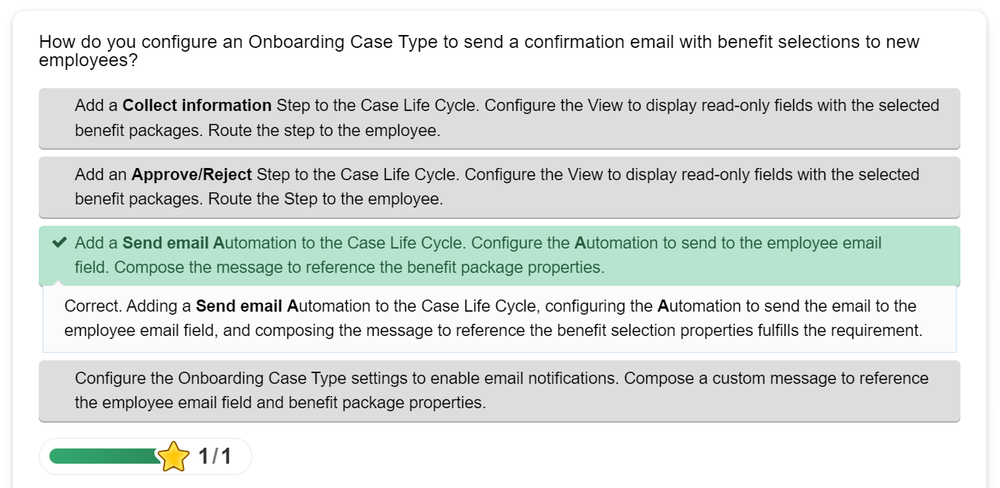 How do you configure an Onboarding Case Type to send a confirmation email with benefit selections to new
employees?
Add a Collect information Step to the Case Life Cycle. Configure the View to display read-only fields with the selected
benefit packages. Route the step to the employee.
Add an Approve/Reject Step to the Case Life Cycle. Configure the View to display read-only fields with the selected
benefit packages. Route the Step to the employee.
Add a Send email Automation to the Case Life Cycle. Configure the Automation to send to the employee email
field. Compose the message to reference the benefit package properties.
Correct. Adding a Send email Automation to the Case Life Cycle, configuring the Automation to send the email to the
employee email field, and composing the message to reference the benefit selection properties fulfills the requirement.
Configure the Onboarding Case Type settings to enable email notifications. Compose a custom message to reference
the employee email field and benefit package properties.
1/1